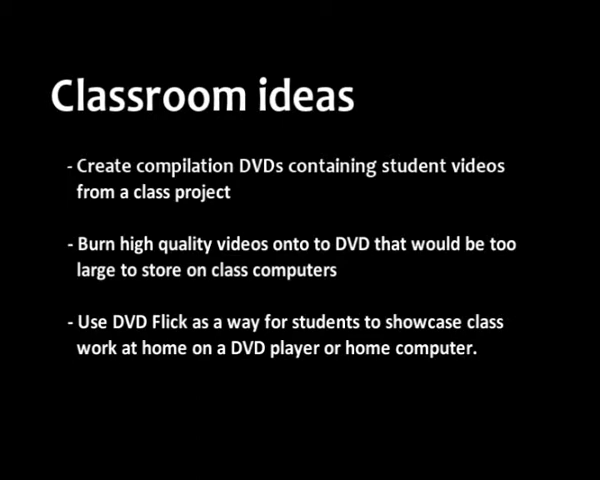 Classroom ideas
- Create compilation DVDs containing student videos
from a class project
- Burn high quality videos onto to DVD that would be too
large to store on class computers
- Use DVD Flick as a way for students to showcase class
work at home on a DVD player or home computer.